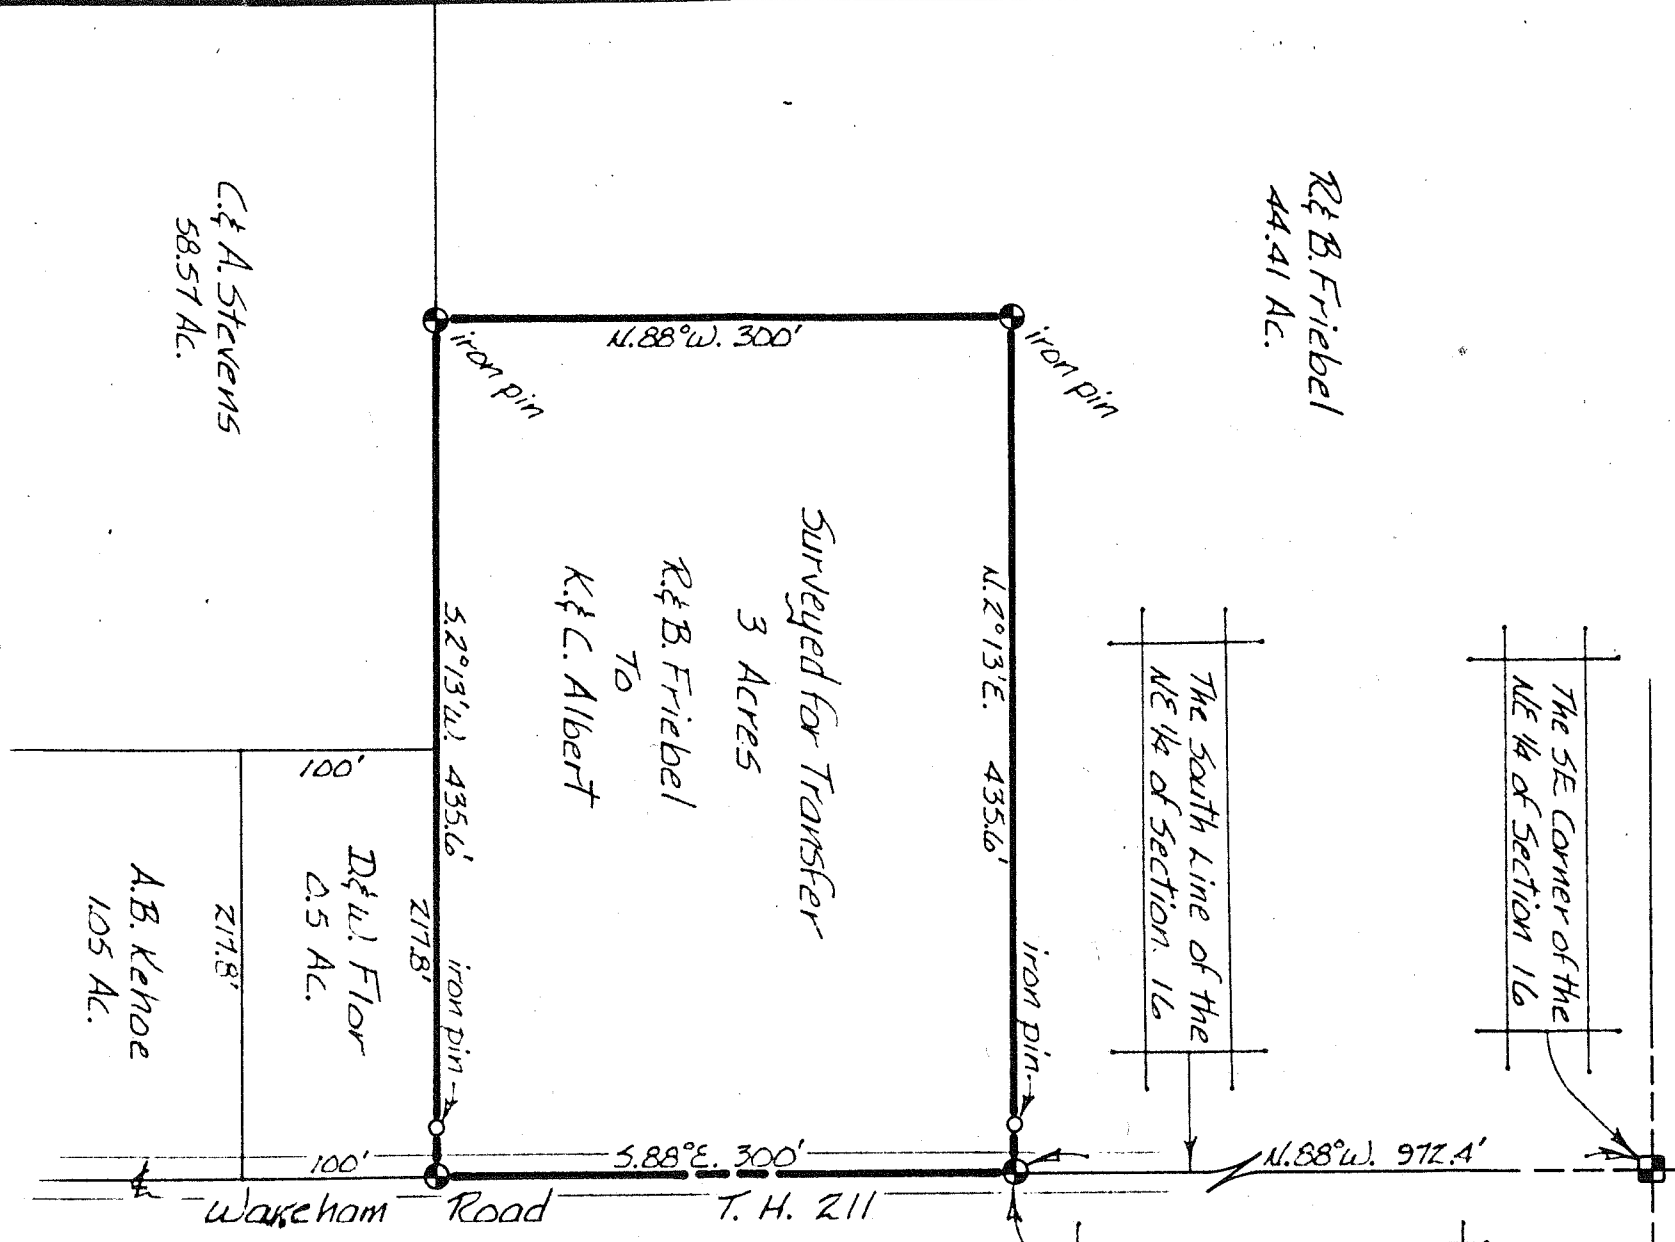 R.& B. Friebel
44.41 Ac.
C.& A. Stevens
58.57 Ac.
N.88°W. 300'
iron pin
iron pin
Surveyed for Transfer
3 Acres
R.& B. Friebel
To
K.& C. Albert
N.2°13'E. 435.6'
S.2°13'W. 435.6'
The South Line of the
NE 1/4 of Section. 16
The SE Corner of the
NE 1/4 of Section 16
100'
D.& W. Flor
0.5 Ac.
217.8'
217.8'
A.B. Kehoe
1.05 Ac.
iron pin
iron pin
100'
S.88°E. 300'
N.88°W. 972.4'
Wakeham Road T. H. 211